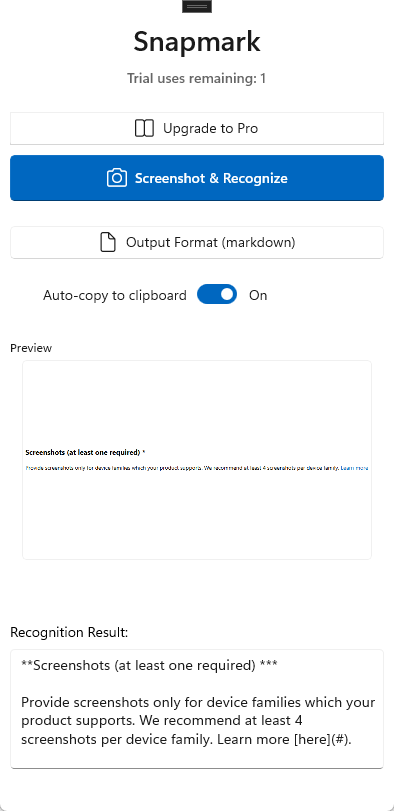 Snapmark
Trial uses remaining: 1
Upgrade to Pro
Screenshot & Recognize
Output Format (markdown)
Auto-copy to clipboard On
Preview
Screenshots (at least one required) *
Provide screenshots only for device families which your product supports. We recommend at least 4 screenshots per device family. Learn more
Recognition Result:
**Screenshots (at least one required) ***
Provide screenshots only for device families which your
product supports. We recommend at least 4
screenshots per device family. Learn more [here](#).